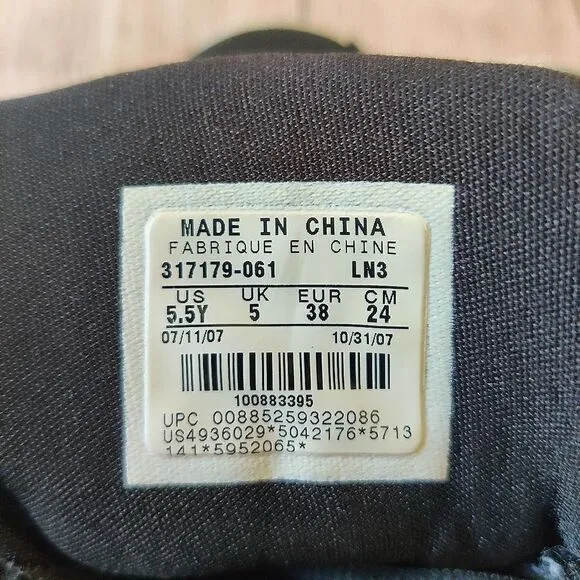 MADE IN CHINA
FABRIQUE EN CHINE
317179-061 LN3
US UK EUR CM
5.5Y 5 38 24
07/11/07 10/31/07
100883395
UPC 00885259322086
US4936029*5042176*5713
141*5952065*